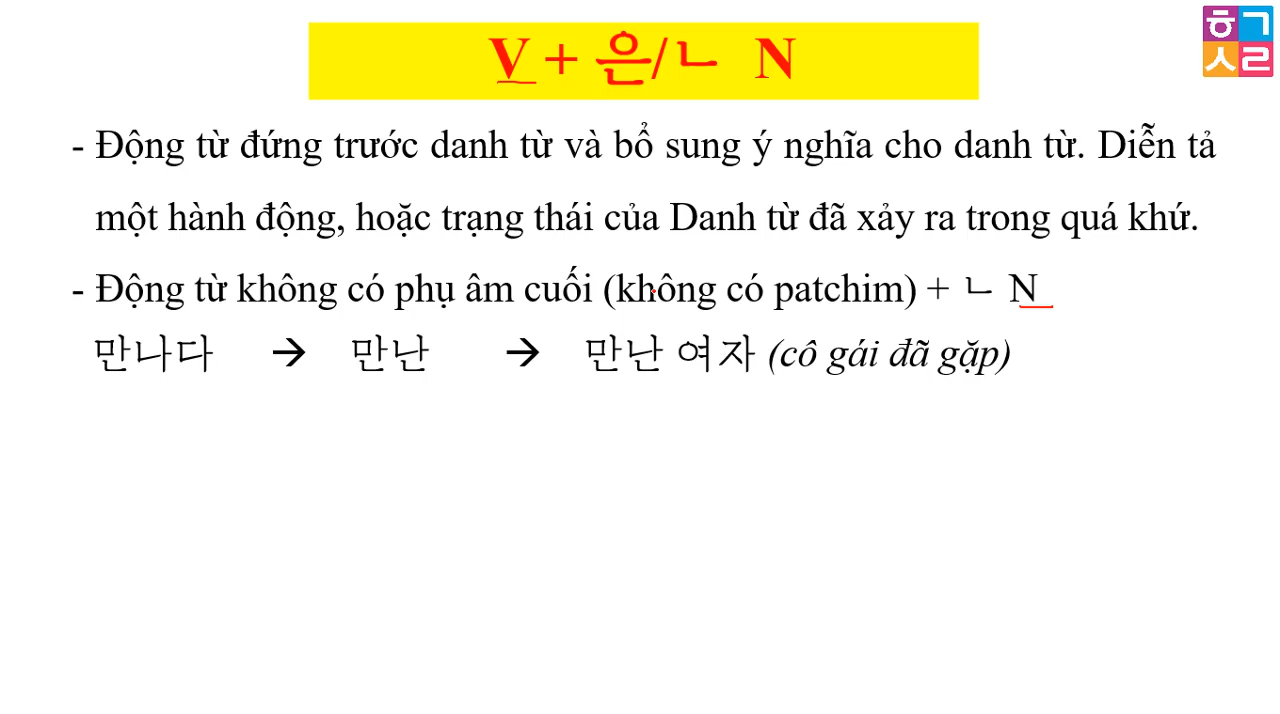 V + 은/ㄴ N
ㅎㄱ
ㅅㄹ
- Động từ đứng trước danh từ và bổ sung ý nghĩa cho danh từ. Diễn tả
một hành động, hoặc trạng thái của Danh từ đã xảy ra trong quá khứ.
- Động từ không có phụ âm cuối (không có patchim) + ㄴ N
만나다 → 만난 → 만난 여자 (cô gái đã gặp)